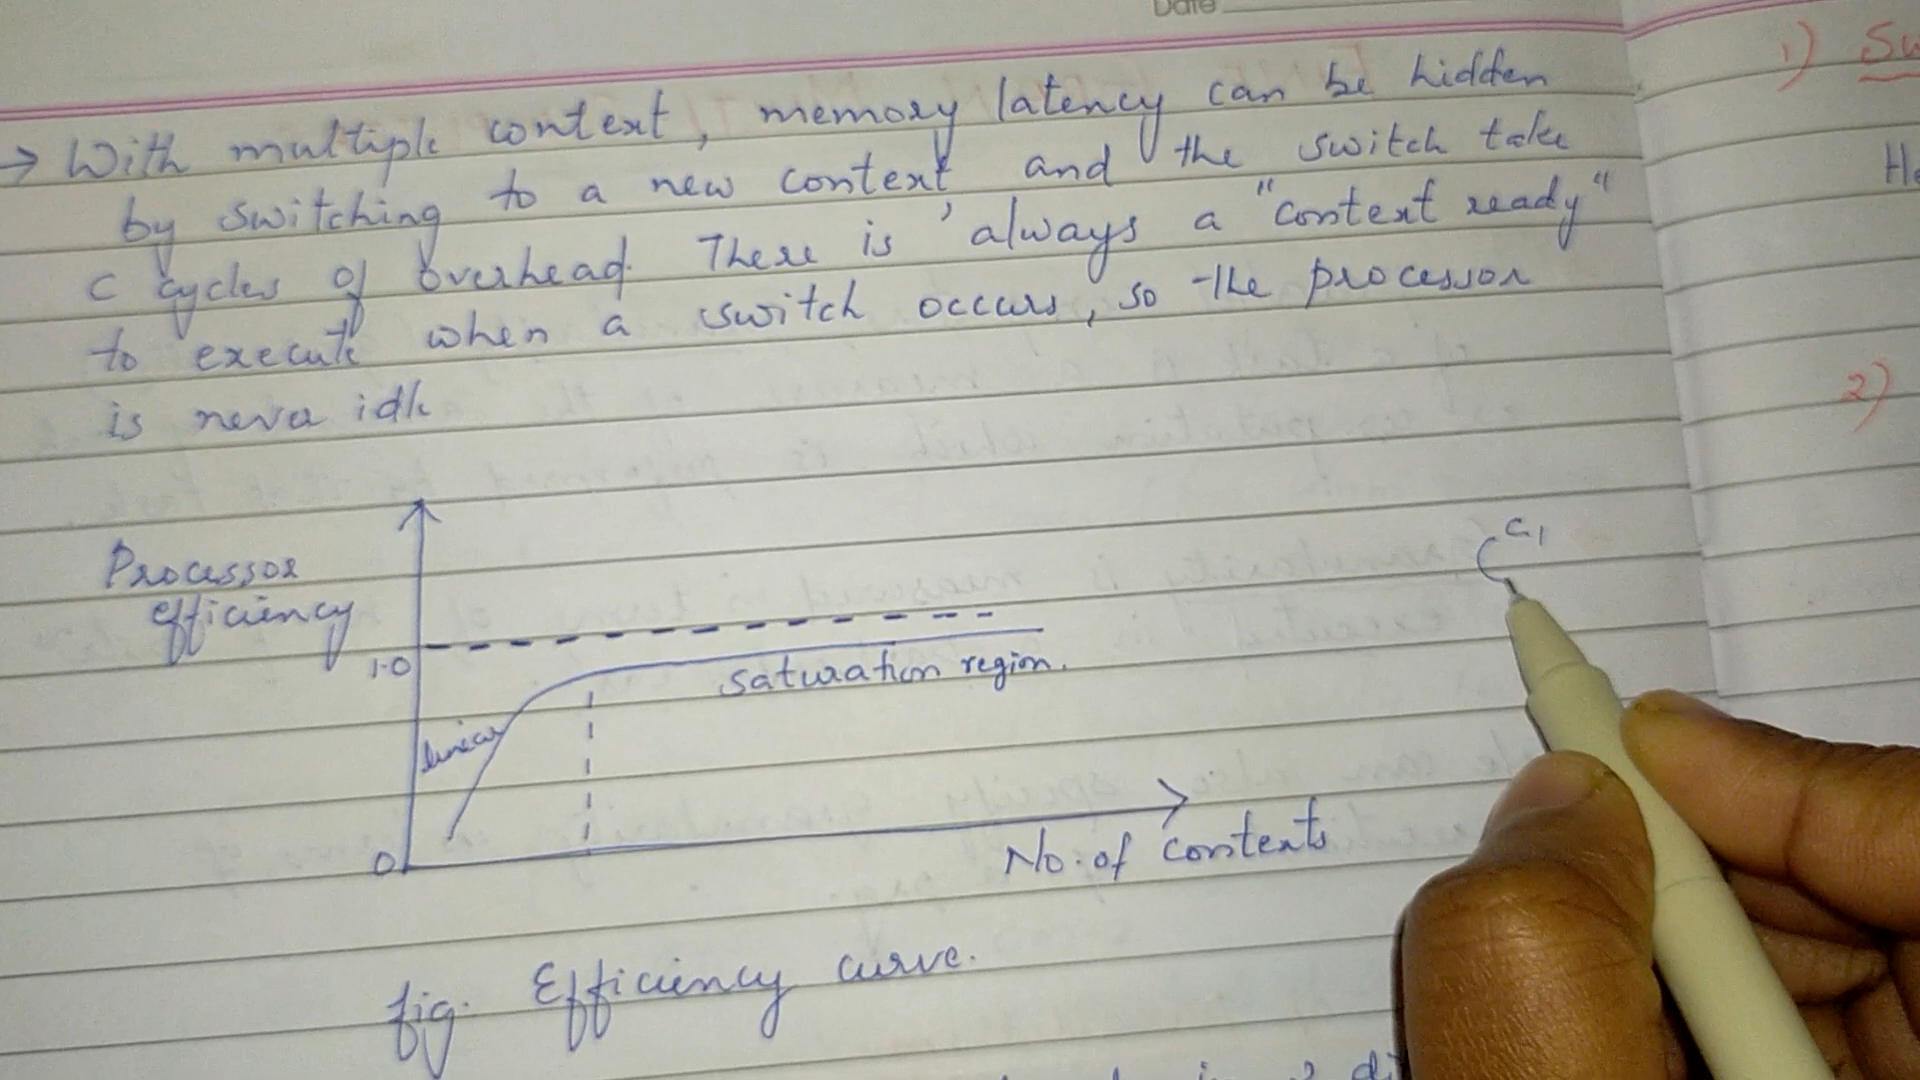 Date
→ With multiple context, memory latency can be hidden
by switching to a new context and the switch take
c cycles of overhead. There is always a "context ready"
to execute when a switch occurs, so the processor
is never idle
Processor
efficiency
1.0
linear
saturation region.
0
No. of contexts
fig. Efficiency curve.
C1
1) Sw
He
2)